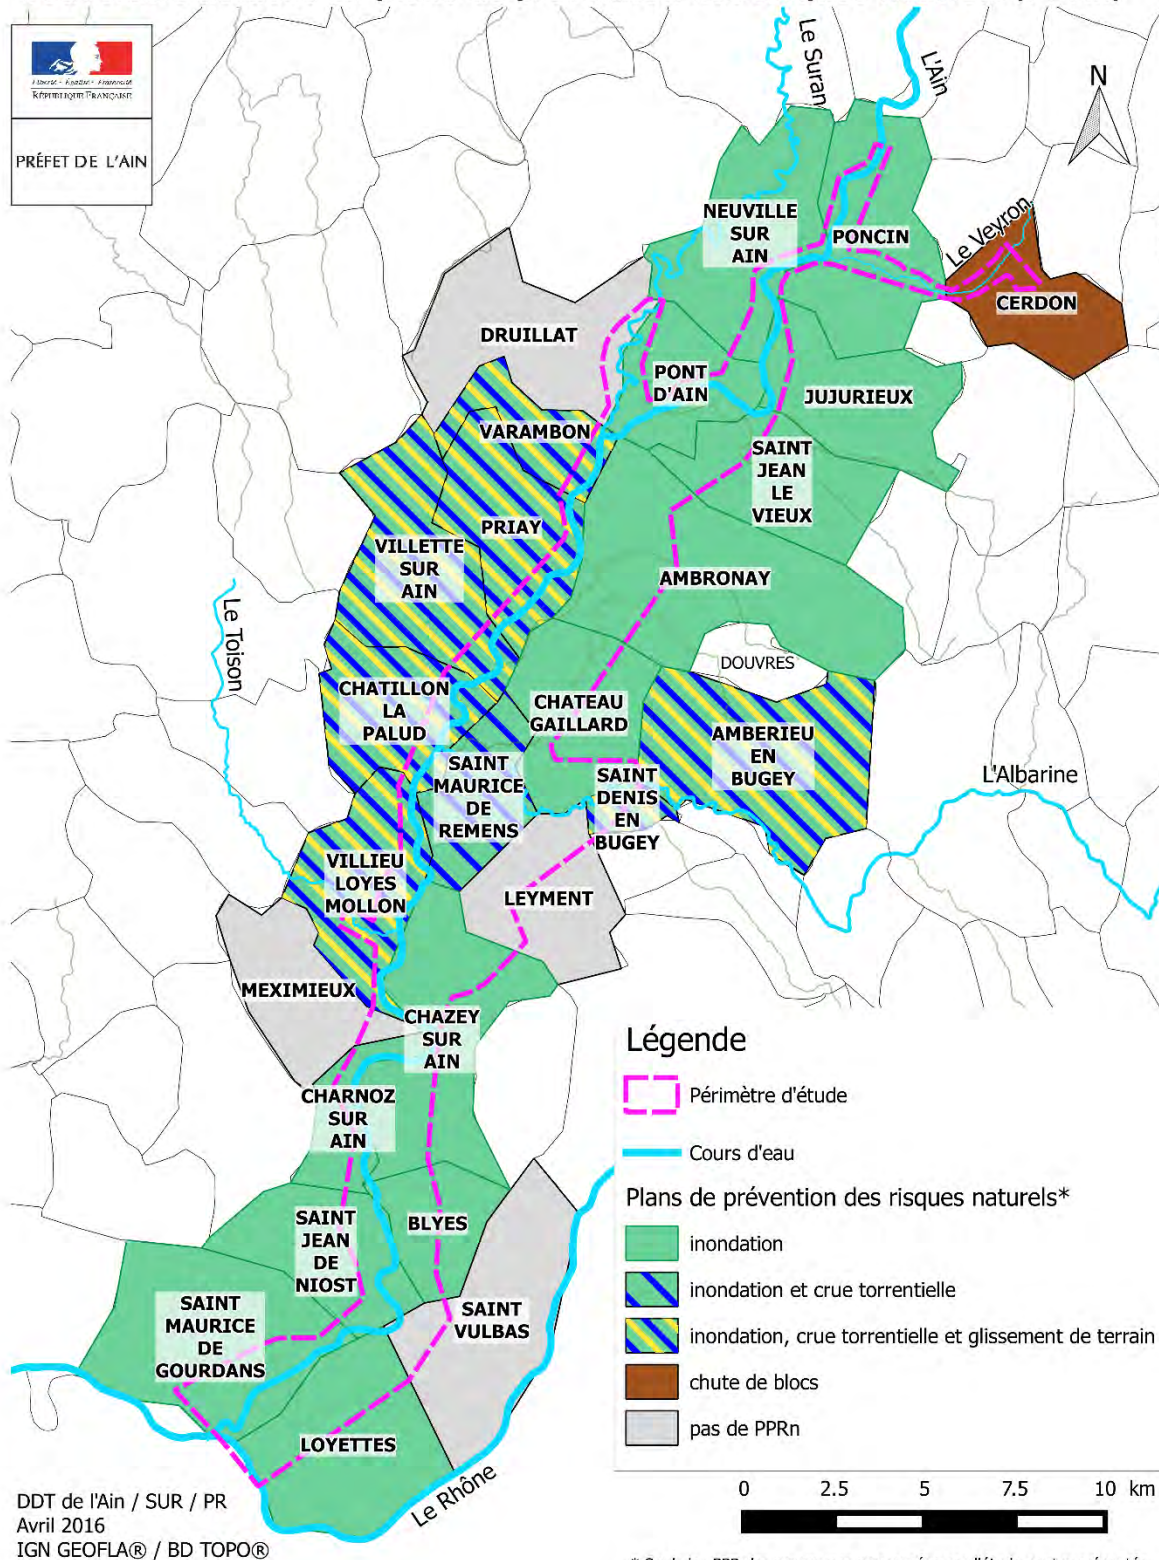 Liberté • Égalité • Fraternité
RÉPUBLIQUE FRANÇAISE
PRÉFET DE L'AIN
Le Suran
L'Ain
N
NEUVILLE
SUR
AIN
PONCIN
Le Veyron
CERDON
DRUILLAT
PONT
D'AIN
JUJURIEUX
VARAMBON
SAINT
JEAN
LE
VIEUX
PRIAY
VILLETTE
SUR
AIN
AMBRONAY
Le Toison
DOUVRES
CHATILLON
LA
PALUD
CHATEAU
GAILLARD
AMBERIEU
EN
BUGEY
SAINT
MAURICE
DE
REMENS
SAINT
DENIS
EN
BUGEY
L'Albarine
VILLIEU
LOYES
MOLLON
LEYMENT
MEXIMIEUX
CHAZEY
SUR
AIN
CHARNOZ
SUR
AIN
BLYES
SAINT
JEAN
DE
NIOST
SAINT
MAURICE
DE
GOURDANS
SAINT
VULBAS
LOYETTES
Le Rhône
Légende
Périmètre d'étude
Cours d'eau
Plans de prévention des risques naturels*
inondation
inondation et crue torrentielle
inondation, crue torrentielle et glissement de terrain
chute de blocs
pas de PPRn
0 2.5 5 7.5 10 km
DDT de l'Ain / SUR / PR
Avril 2016
IGN GEOFLA® / BD TOPO®